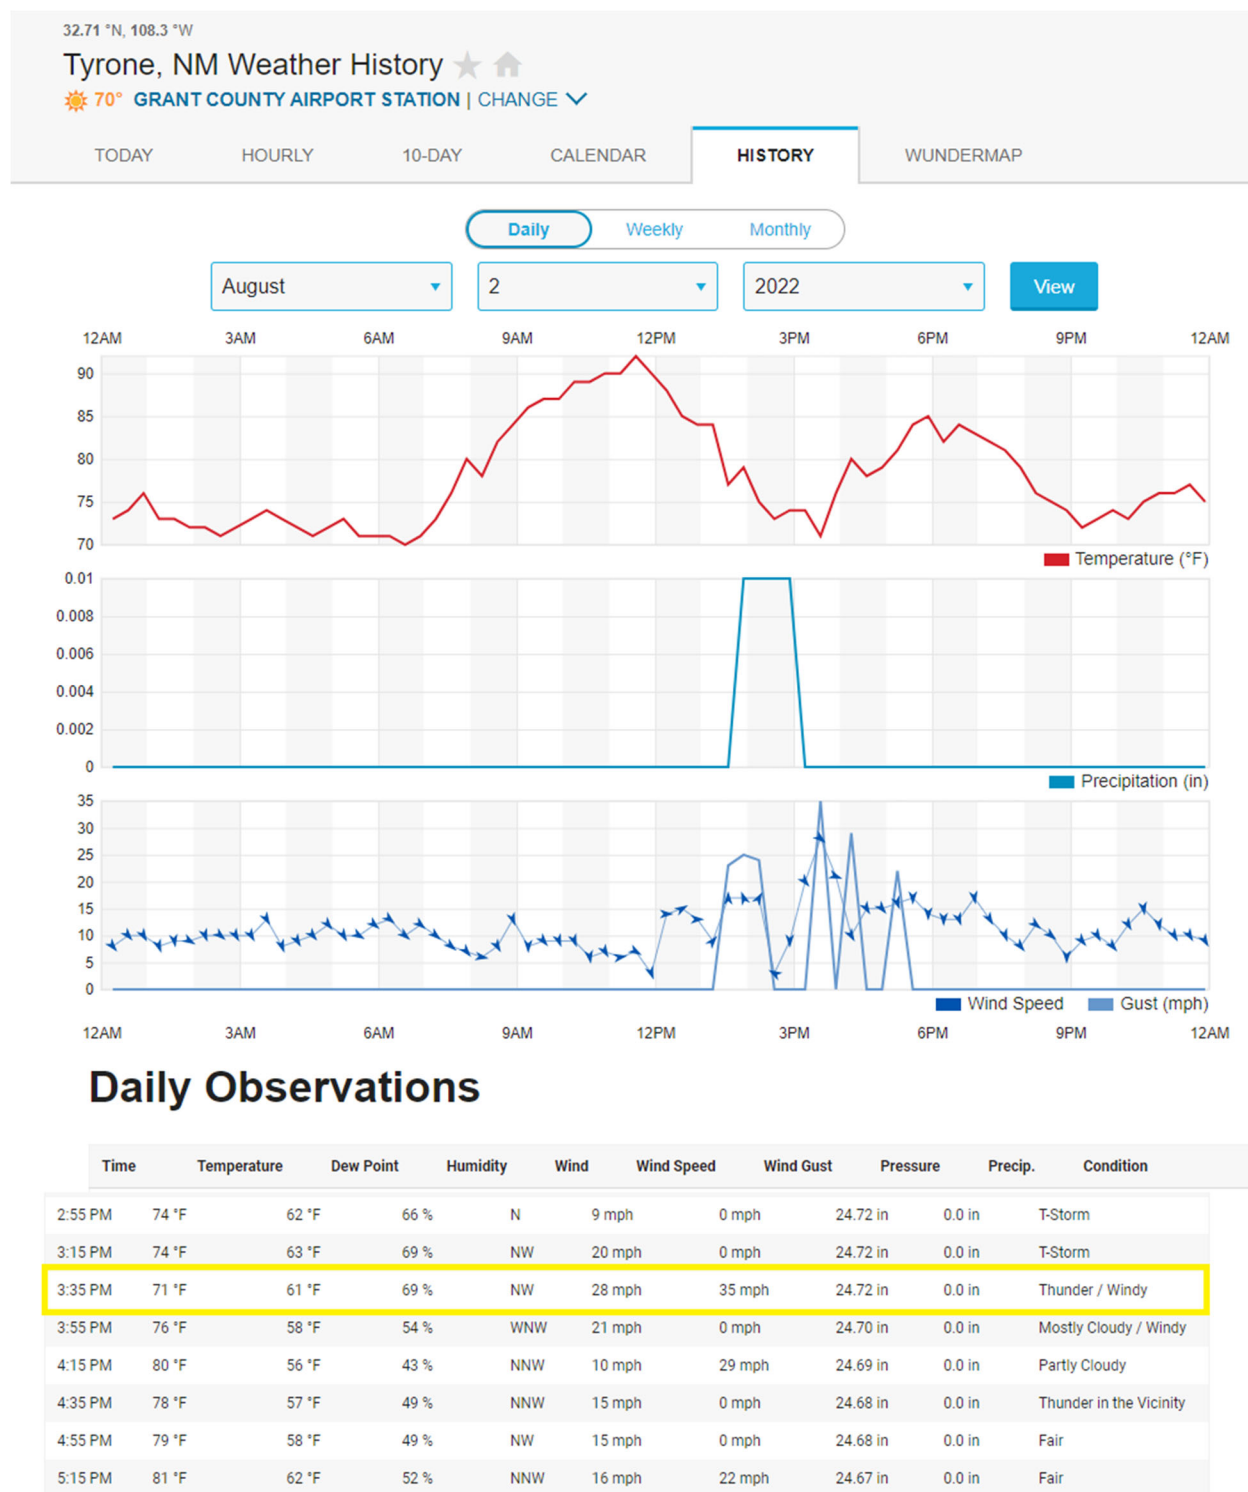 32.71 °N, 108.3 °W
Tyrone, NM Weather History
70° GRANT COUNTY AIRPORT STATION | CHANGE
TODAY HOURLY 10-DAY CALENDAR HISTORY WUNDERMAP
Daily Weekly Monthly
August 2 2022 View
12AM 3AM 6AM 9AM 12PM 3PM 6PM 9PM 12AM
90
85
80
75
70
Temperature (°F)
0.01
0.008
0.006
0.004
0.002
0
Precipitation (in)
35
30
25
20
15
10
5
0
Wind Speed Gust (mph)
12AM 3AM 6AM 9AM 12PM 3PM 6PM 9PM 12AM
Daily Observations
Time Temperature Dew Point Humidity Wind Wind Speed Wind Gust Pressure Precip. Condition
2:55 PM 74 °F 62 °F 66 % N 9 mph 0 mph 24.72 in 0.0 in T-Storm
3:15 PM 74 °F 63 °F 69 % NW 20 mph 0 mph 24.72 in 0.0 in T-Storm
3:35 PM 71 °F 61 °F 69 % NW 28 mph 35 mph 24.72 in 0.0 in Thunder / Windy
3:55 PM 76 °F 58 °F 54 % WNW 21 mph 0 mph 24.70 in 0.0 in Mostly Cloudy / Windy
4:15 PM 80 °F 56 °F 43 % NNW 10 mph 29 mph 24.69 in 0.0 in Partly Cloudy
4:35 PM 78 °F 57 °F 49 % NNW 15 mph 0 mph 24.68 in 0.0 in Thunder in the Vicinity
4:55 PM 79 °F 58 °F 49 % NW 15 mph 0 mph 24.68 in 0.0 in Fair
5:15 PM 81 °F 62 °F 52 % NNW 16 mph 22 mph 24.67 in 0.0 in Fair